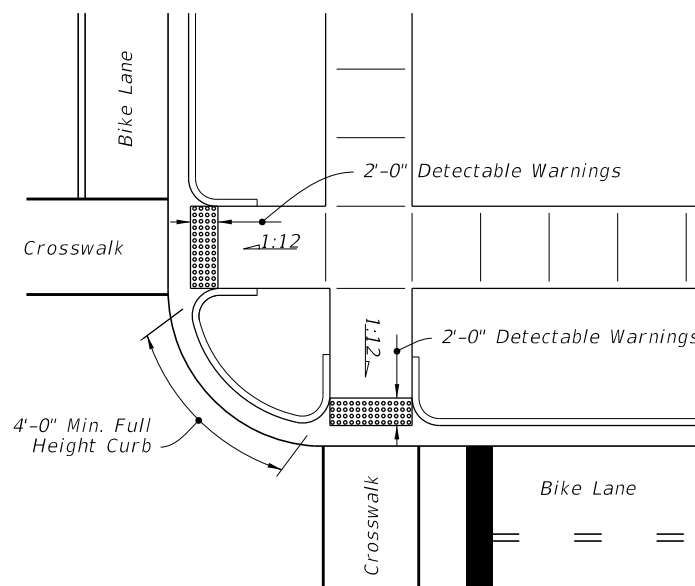 Bike Lane
2'-0" Detectable Warnings
Crosswalk
1:12
1:12
2'-0" Detectable Warnings
4'-0" Min. Full
Height Curb
Crosswalk
Bike Lane